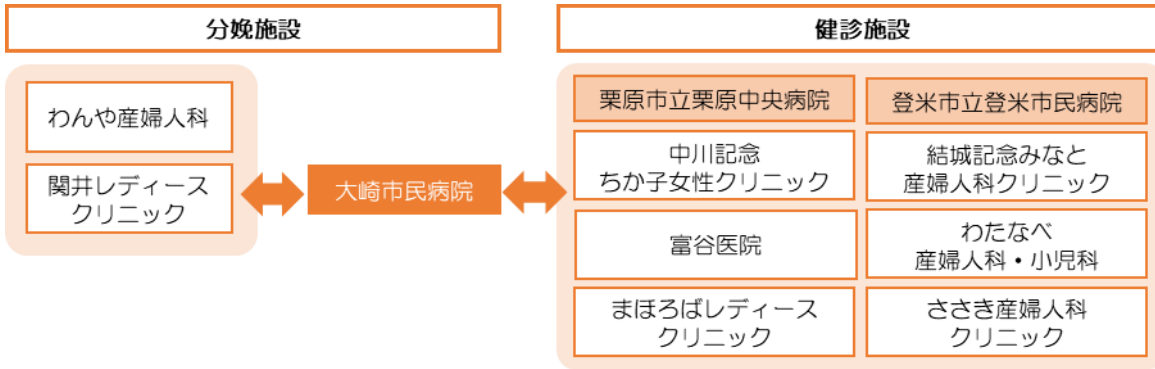 分娩施設
健診施設
わんや産婦人科
関井レディース
クリニック
大崎市民病院
栗原市立栗原中央病院
登米市立登米市民病院
中川記念
ちか子女性クリニック
結城記念みなと
産婦人科クリニック
富谷医院
わたなべ
産婦人科・小児科
まほろばレディース
クリニック
ささき産婦人科
クリニック